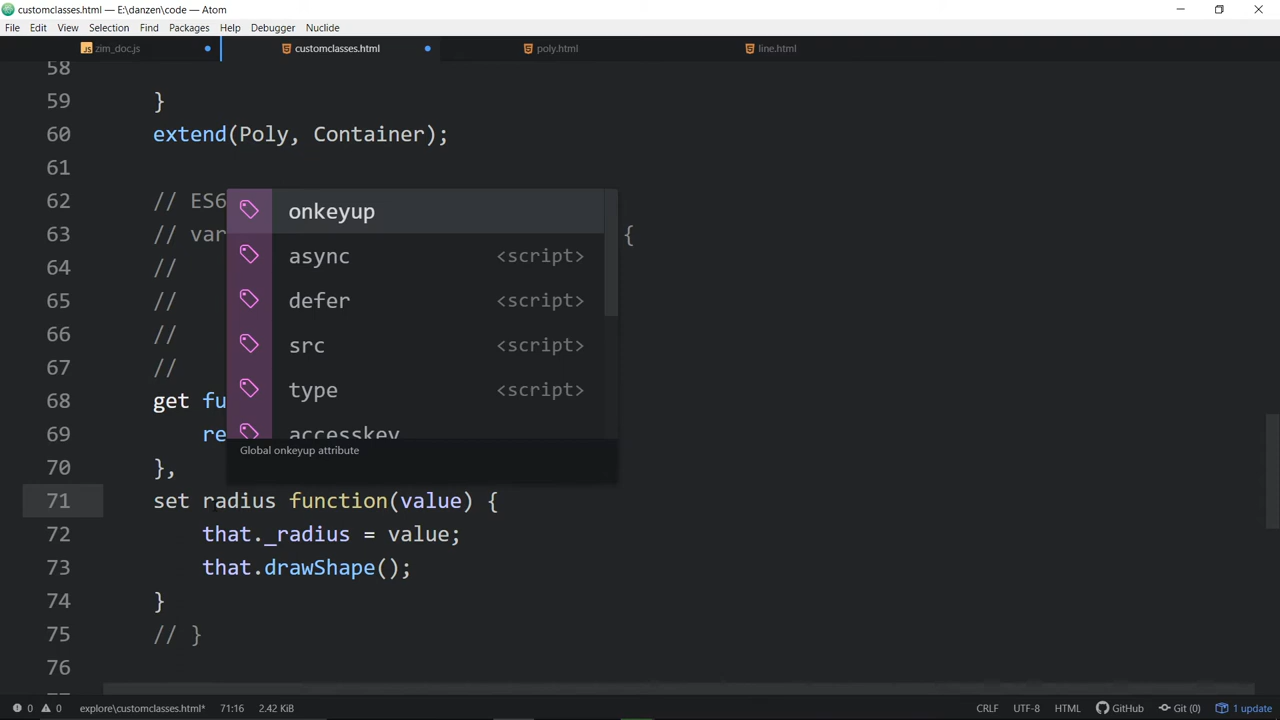 customclasses.html — E:\danzen\code — Atom
File Edit View Selection Find Packages Help Debugger Nuclide
JS zim_doc.js customclasses.html poly.html line.html
58
59 }
60 extend(Poly, Container);
61
62 // ES6
63 // var {
64 //
65 //
66 //
67 //
68 get fu
69 re
70 },
71 set radius function(value) {
72 that._radius = value;
73 that.drawShape();
74 }
75 // }
76
onkeyup
async <script>
defer <script>
src <script>
type <script>
accesskey
Global onkeyup attribute
0 0 explore\customclasses.html* 71:16 2.42 KiB CRLF UTF-8 HTML GitHub Git (0) 1 update